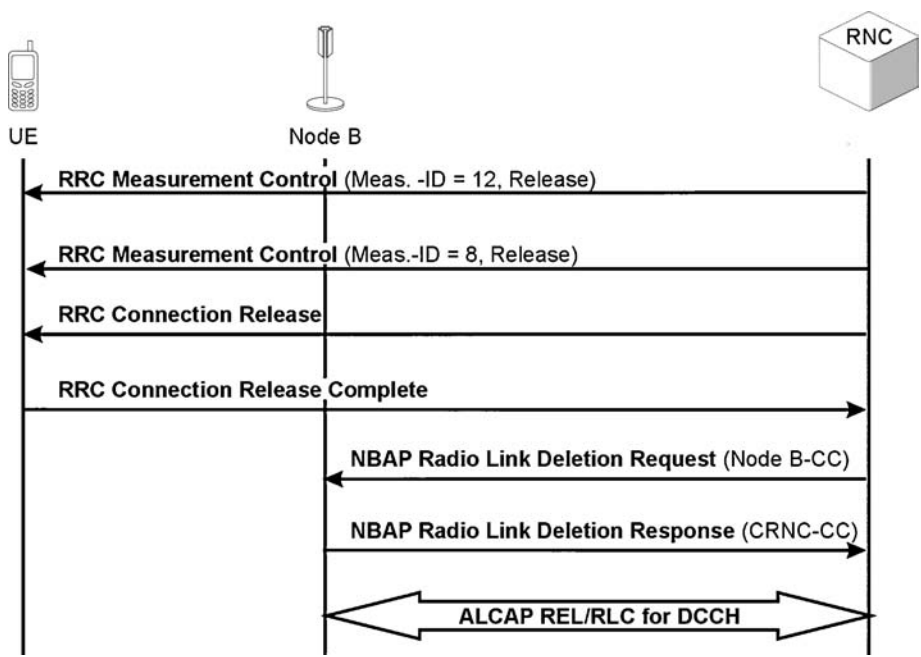 RNC
UE
Node B
RRC Measurement Control (Meas. -ID = 12, Release)
RRC Measurement Control (Meas.-ID = 8, Release)
RRC Connection Release
RRC Connection Release Complete
NBAP Radio Link Deletion Request (Node B-CC)
NBAP Radio Link Deletion Response (CRNC-CC)
ALCAP REL/RLC for DCCH